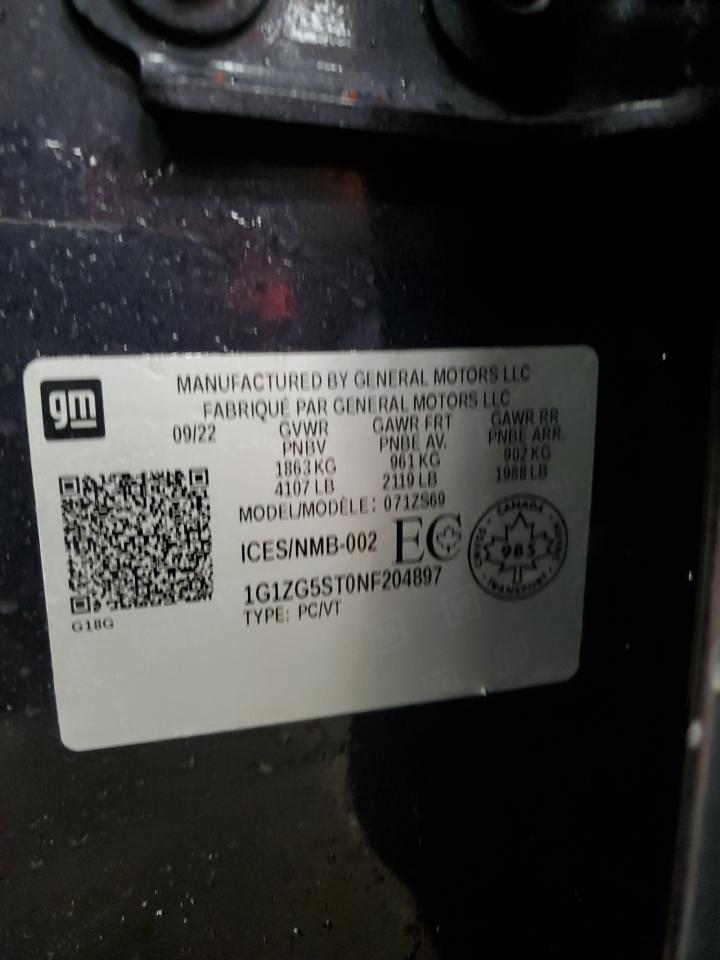 gm
MANUFACTURED BY GENERAL MOTORS LLC
FABRIQUÉ PAR GENERAL MOTORS LLC
09/22
GVWR
PNBV
1863 KG
4107 LB
GAWR FRT
PNBE AV.
961 KG
2119 LB
GAWR RR
PNBE ARR.
902 KG
1988 LB
MODEL/MODÈLE: 071ZS69
ICES/NMB-002
EC
1G1ZG5ST0NF204897
TYPE: PC/VT
G18G
CANADA
985
TRANSPORT